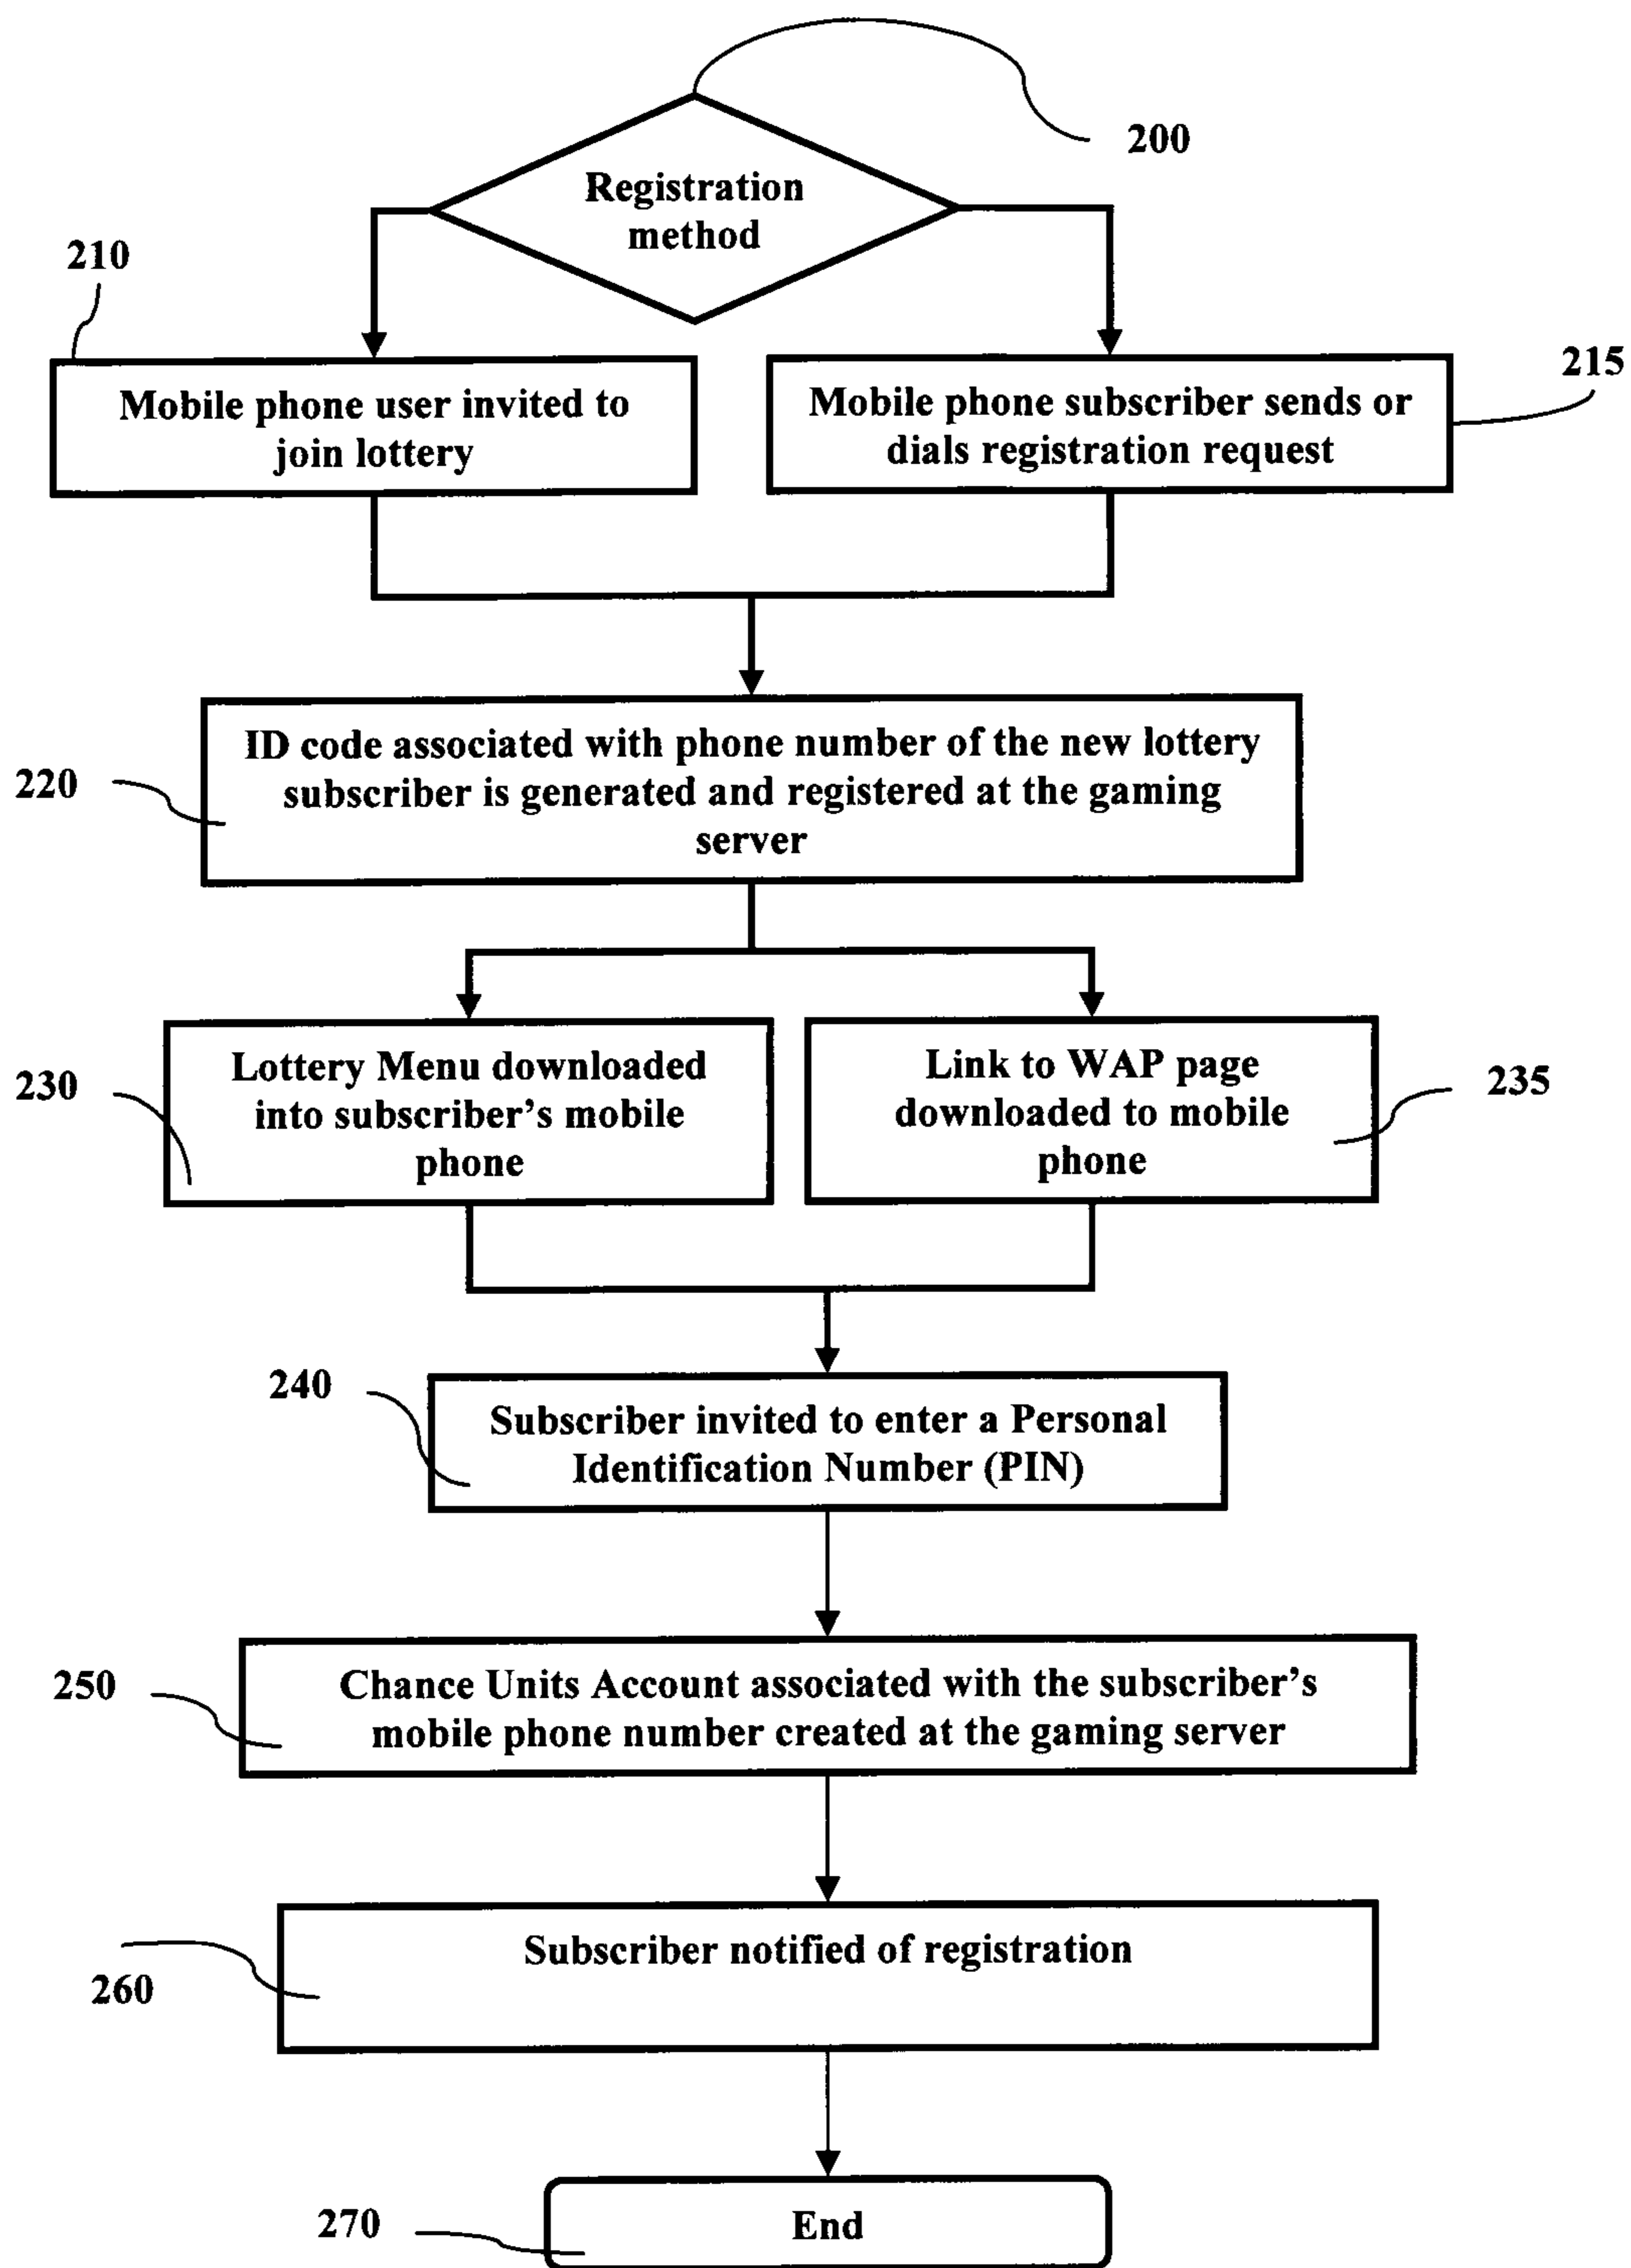 200
Registration
method
210
215
Mobile phone user invited to
join lottery
Mobile phone subscriber sends or
dials registration request
220
ID code associated with phone number of the new lottery
subscriber is generated and registered at the gaming
server
230
Lottery Menu downloaded
into subscriber’s mobile
phone
Link to WAP page
downloaded to mobile
phone
235
240
Subscriber invited to enter a Personal
Identification Number (PIN)
250
Chance Units Account associated with the subscriber’s
mobile phone number created at the gaming server
Subscriber notified of registration
260
270
End